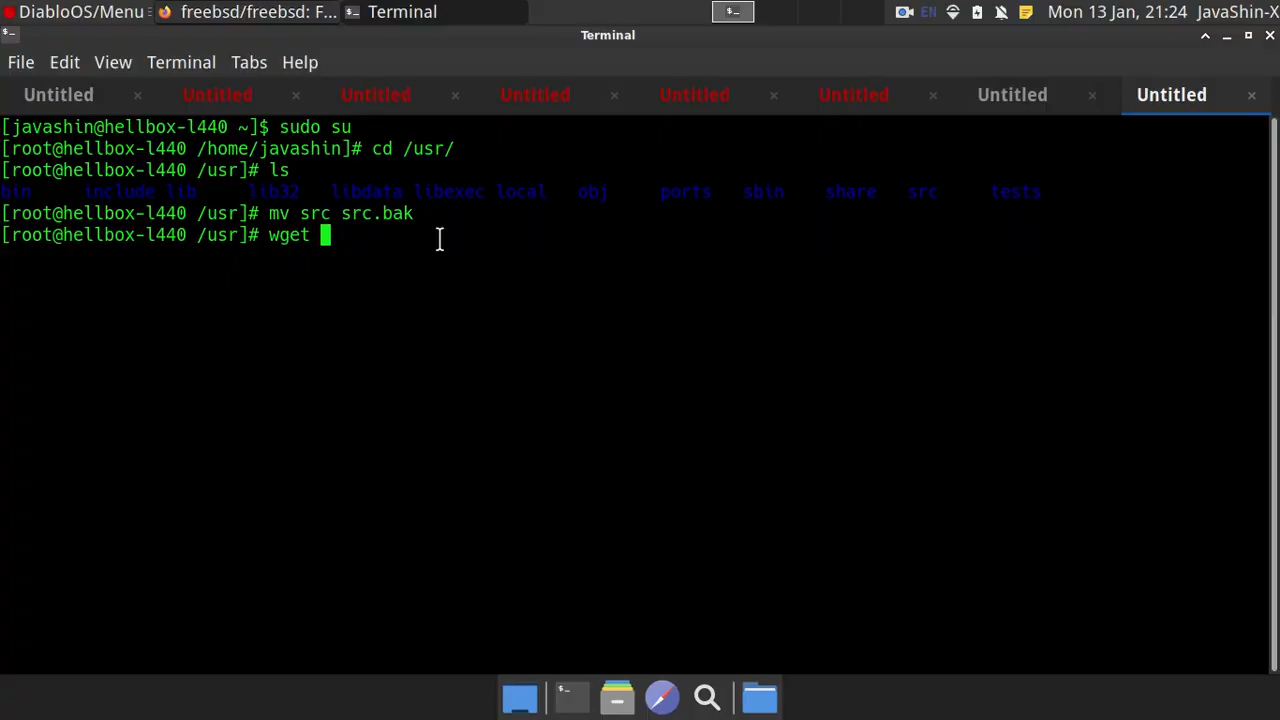 DiabloOS/Menu freebsd/freebsd: F... Terminal EN Mon 13 Jan, 21:24 JavaShin-X
Terminal
File Edit View Terminal Tabs Help
Untitled Untitled Untitled Untitled Untitled Untitled Untitled Untitled
[javashin@hellbox-l440 ~]$ sudo su
[root@hellbox-l440 /home/javashin]# cd /usr/
[root@hellbox-l440 /usr]# ls
bin include lib lib32 libdata libexec local obj ports sbin share src tests
[root@hellbox-l440 /usr]# mv src src.bak
[root@hellbox-l440 /usr]# wget